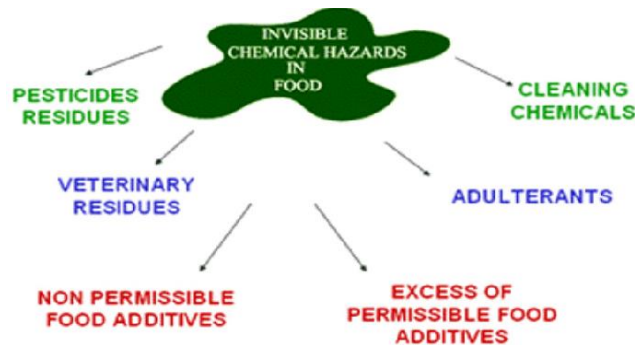 INVISIBLE
CHEMICAL HAZARDS
IN
FOOD
PESTICIDES
RESIDUES
CLEANING
CHEMICALS
VETERINARY
RESIDUES
ADULTERANTS
NON PERMISSIBLE
FOOD ADDITIVES
EXCESS OF
PERMISSIBLE FOOD
ADDITIVES